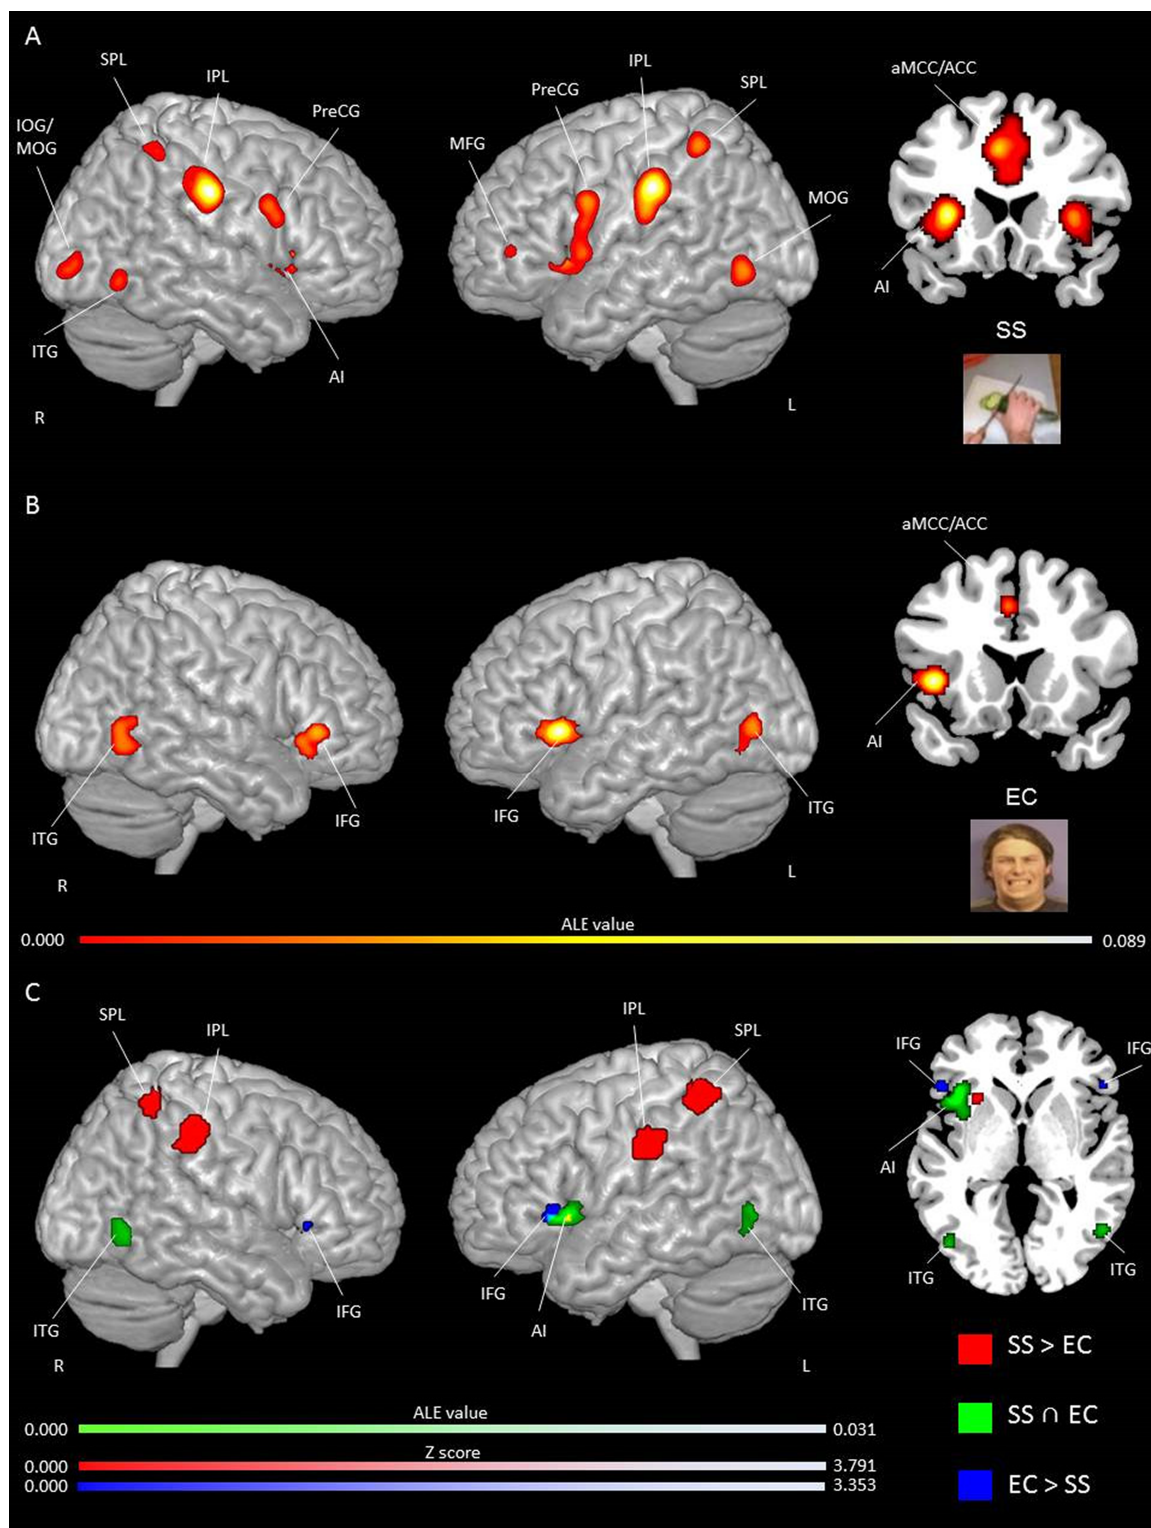 A
SPL
IPL
PreCG
IOG/
MOG
ITG
AI
R
MFG
PreCG
IPL
SPL
MOG
L
aMCC/ACC
AI
SS
B
ITG
IFG
R
IFG
ITG
L
aMCC/ACC
AI
EC
ALE value
0.000
0.089
C
SPL
IPL
ITG
IFG
R
IPL
SPL
IFG
AI
ITG
L
IFG
IFG
AI
ITG
ITG
SS > EC
SS ∩ EC
EC > SS
ALE value
0.000
0.031
Z score
0.000
3.791
0.000
3.353